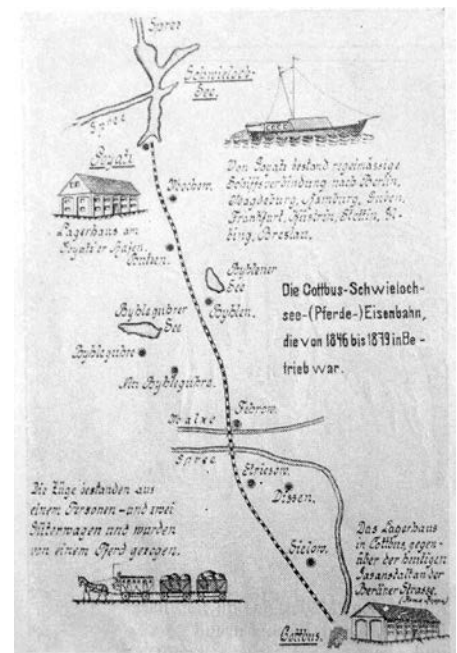 Spree
Schwieloch-
See.
Spree
Goyatz
Mochow.
Lagerhaus am
Goyatz'er Hafen.
Von Goyatz bestand regelmässige
Schiffsverbindung nach Berlin,
Magdeburg, Hamburg, Guben,
Frankfurt, Küstrin, Stettin, El-
bing, Breslau.
Butzen.
Byhlener
See
Byhlen.
Die Cottbus-Schwieloch-
see-(Pferde-)Eisenbahn,
die von 1846 bis 1879 in Be-
trieb war.
Byhleguhrer
See
Byhleguhre
Byhleguhre.
Fehrow.
Malxe
Spree
Striesow.
Dissen.
Sielow.
Die Züge bestanden aus
einem Personen- und zwei
Güterwagen und wurden
von einem Pferd gezogen.
Das Lagerhaus
in Cottbus, gegen-
über der heutigen
Gasanstalt an der
Berliner Strasse.
Cottbus.